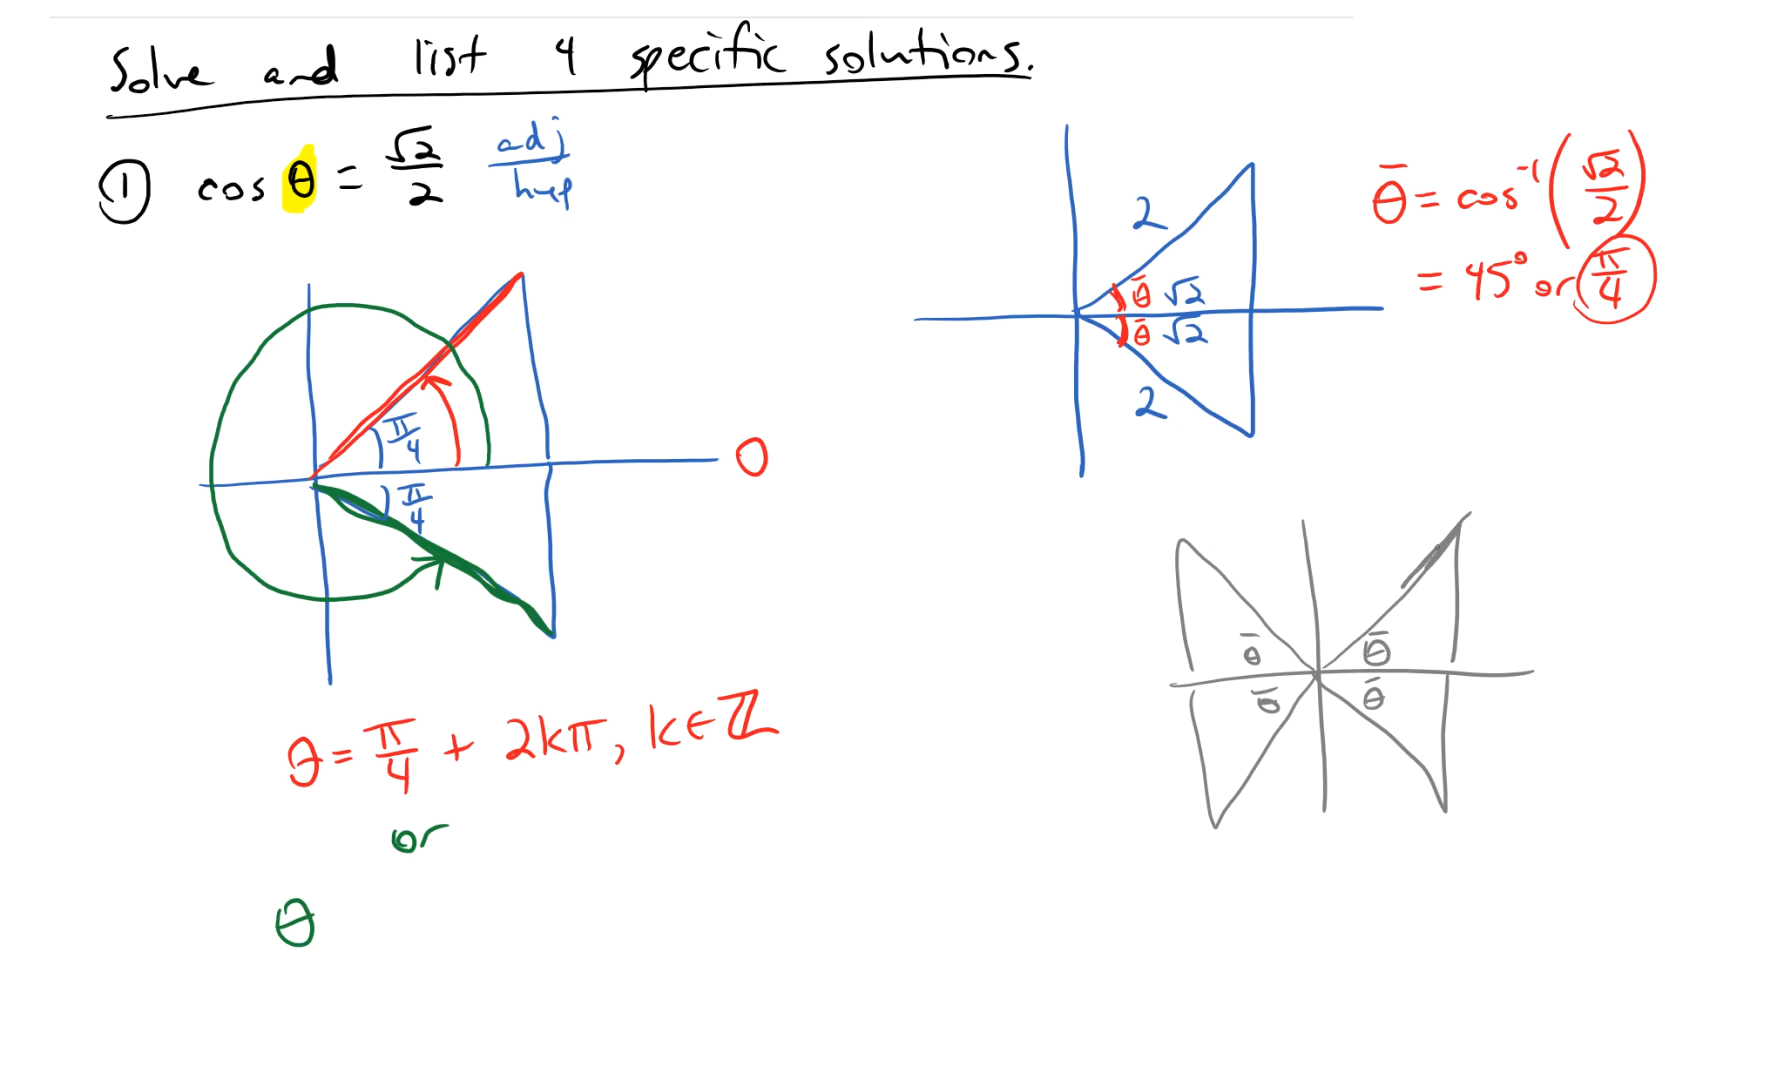 Solve and list 4 specific solutions.
① cos θ = √2/2 adj/hyp
2
θ̄ √2
θ̄ √2
2
θ̄ = cos⁻¹(√2/2)
= 45° or π/4
π/4
0
π/4
θ̄ θ̄
θ̄ θ̄
θ = π/4 + 2kπ, k∈ℤ
or
θ